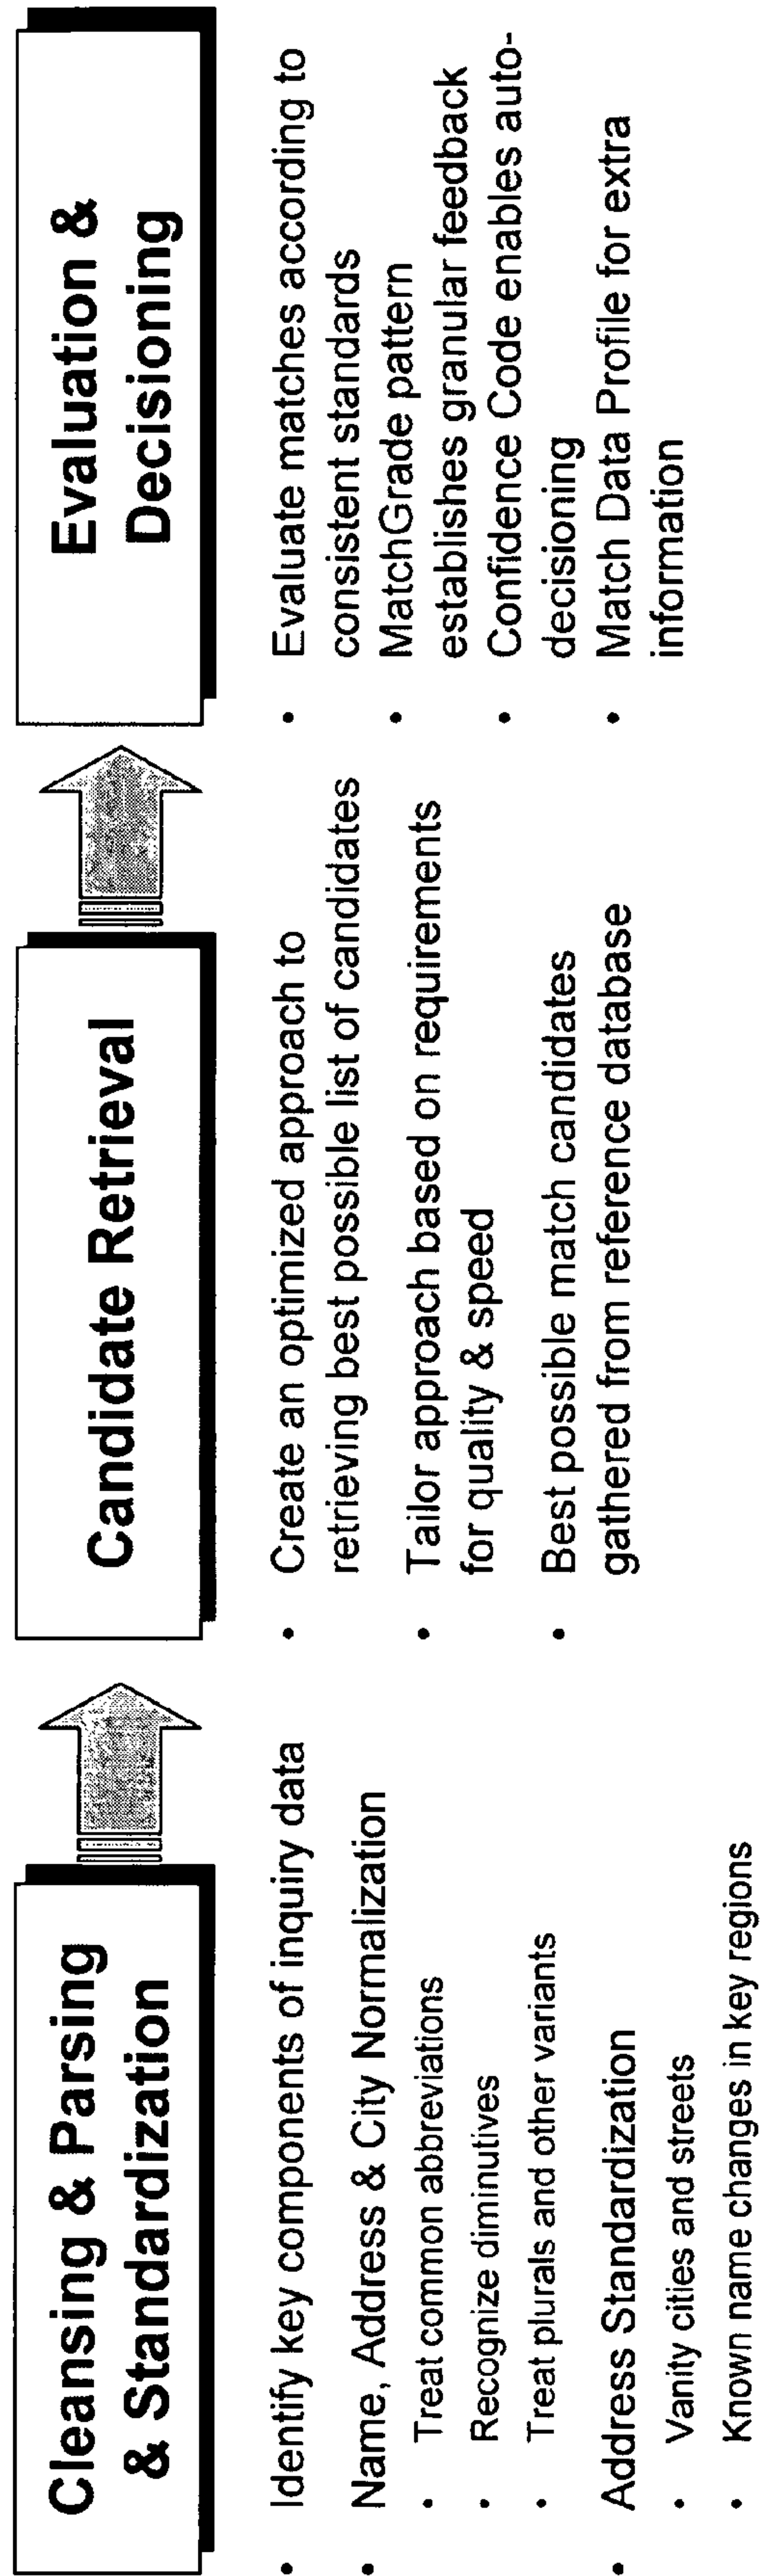 Cleansing & Parsing
& Standardization
• Identify key components of inquiry data
• Name, Address & City Normalization
• Treat common abbreviations
• Recognize diminutives
• Treat plurals and other variants
• Address Standardization
• Vanity cities and streets
• Known name changes in key regions
Candidate Retrieval
• Create an optimized approach to
retrieving best possible list of candidates
• Tailor approach based on requirements
for quality & speed
• Best possible match candidates
gathered from reference database
Evaluation &
Decisioning
• Evaluate matches according to
consistent standards
• MatchGrade pattern
establishes granular feedback
• Confidence Code enables auto-
decisioning
• Match Data Profile for extra
information